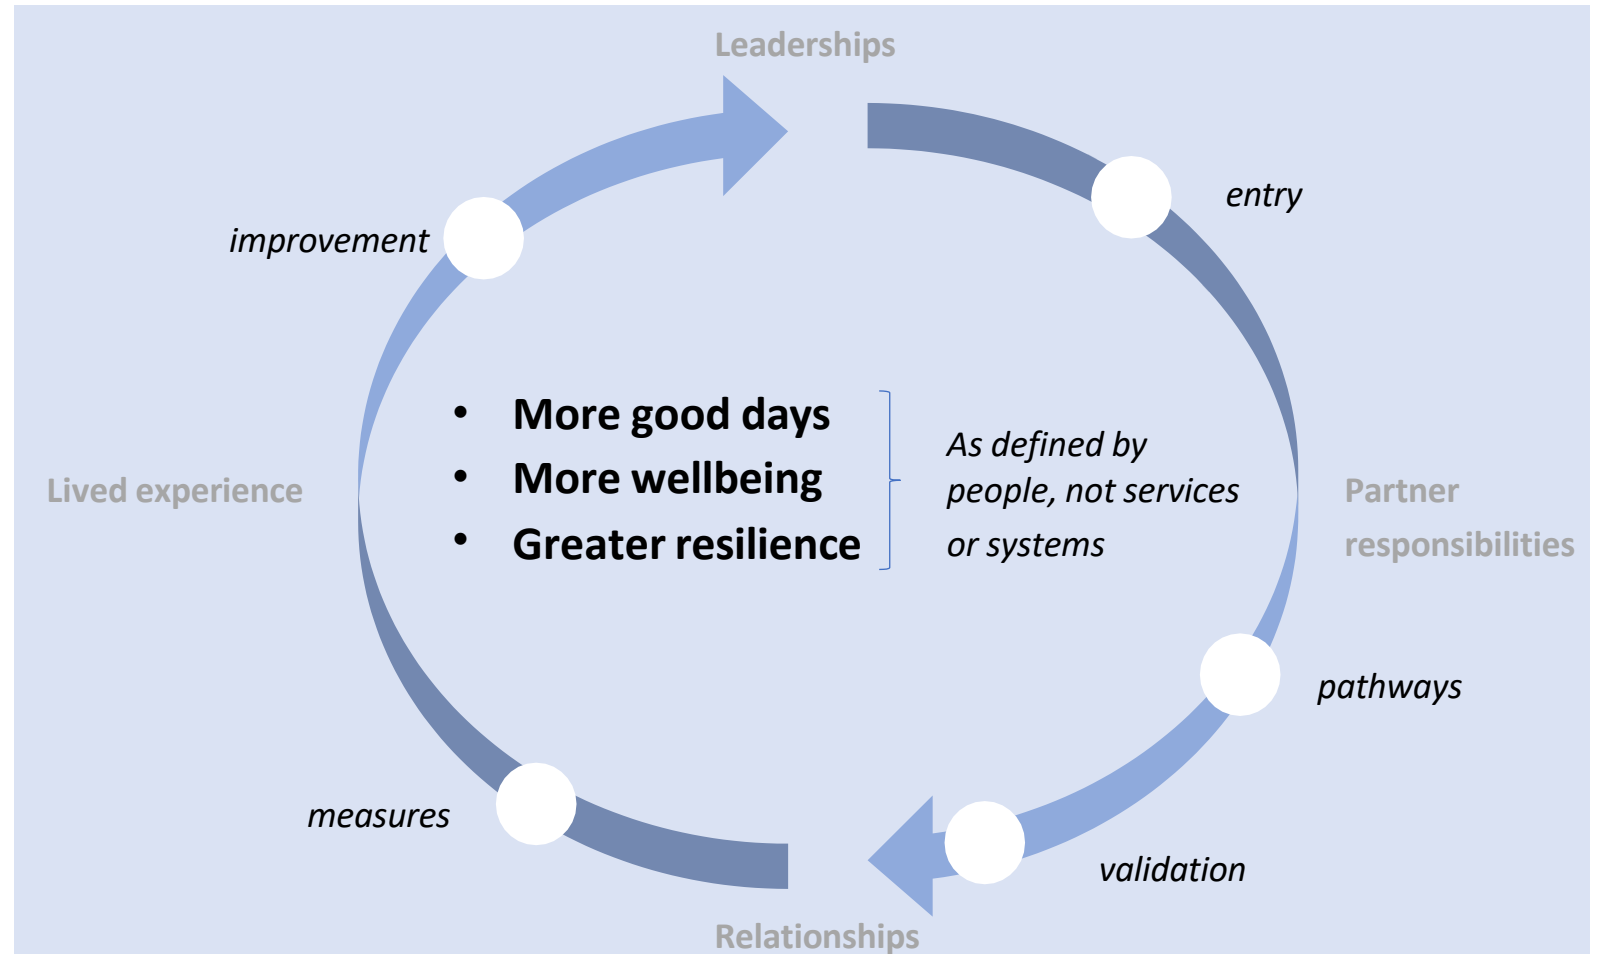 Leaderships
entry
improvement
• More good days
• More wellbeing
• Greater resilience
As defined by
people, not services
or systems
Lived experience
Partner
responsibilities
pathways
measures
validation
Relationships